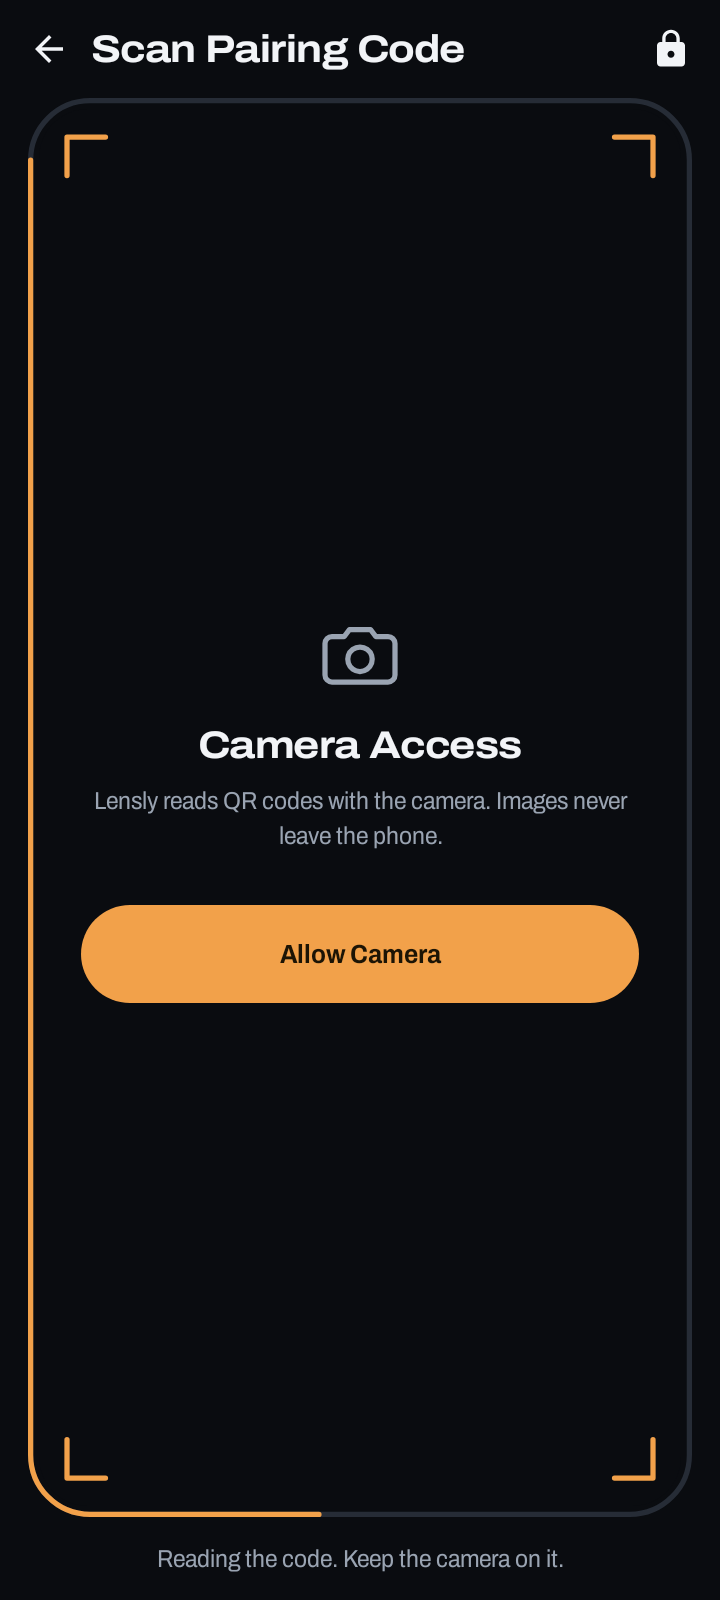 Scan Pairing Code
Camera Access
Lensly reads QR codes with the camera. Images never
leave the phone.
Allow Camera
Reading the code. Keep the camera on it.